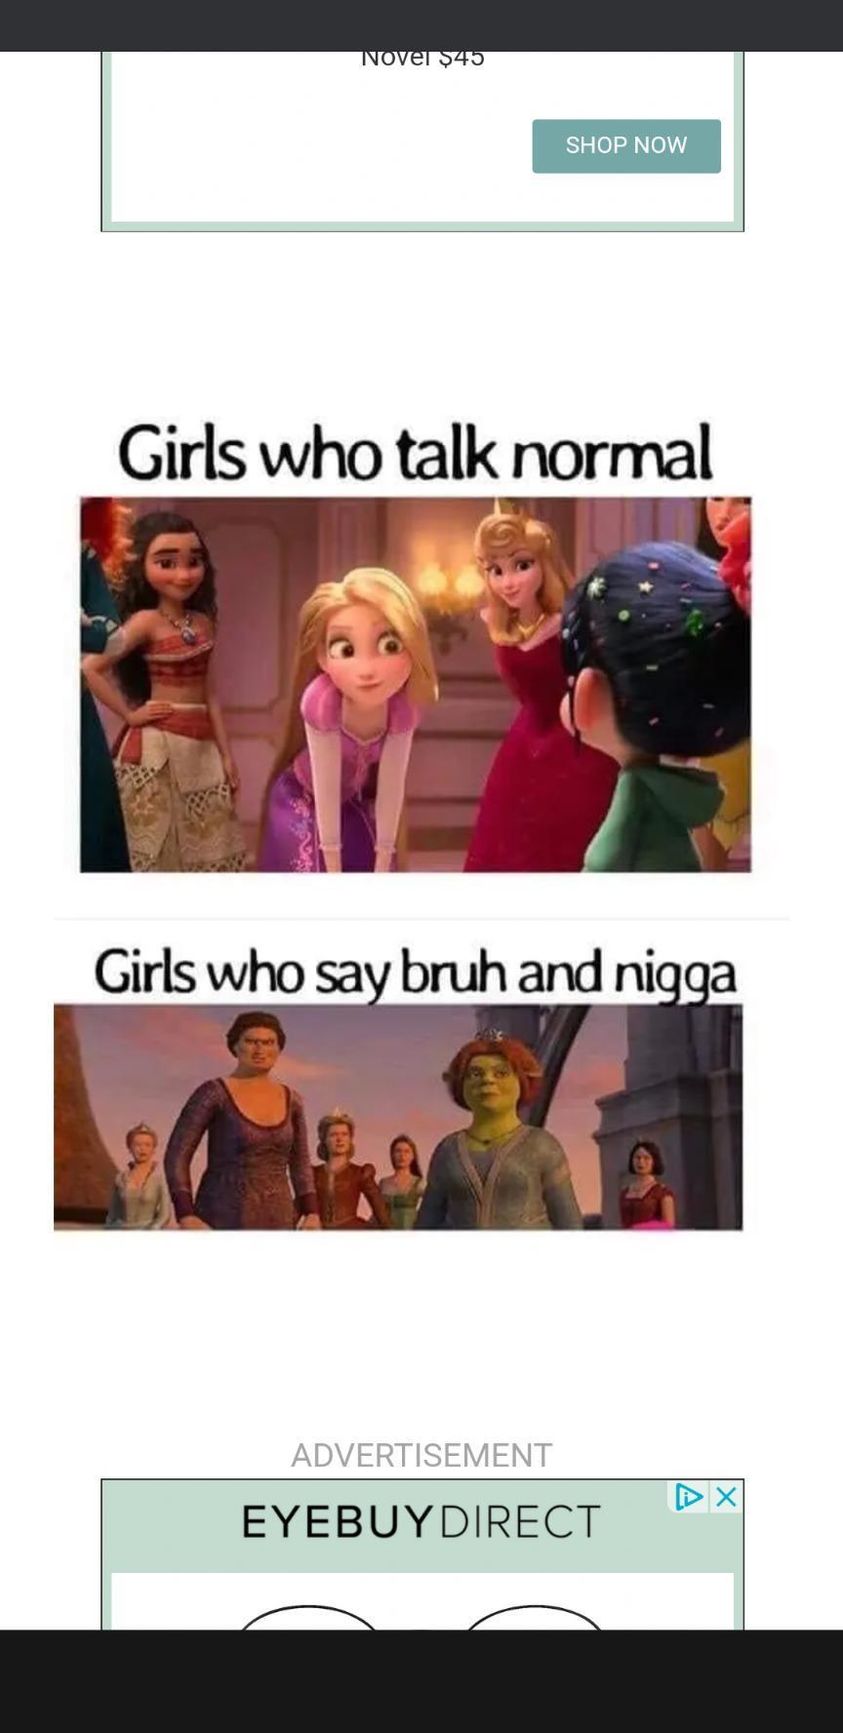 Novel $45
SHOP NOW
Girls who talk normal
Girls who say bruh and nigga
ADVERTISEMENT
EYEBUYDIRECT